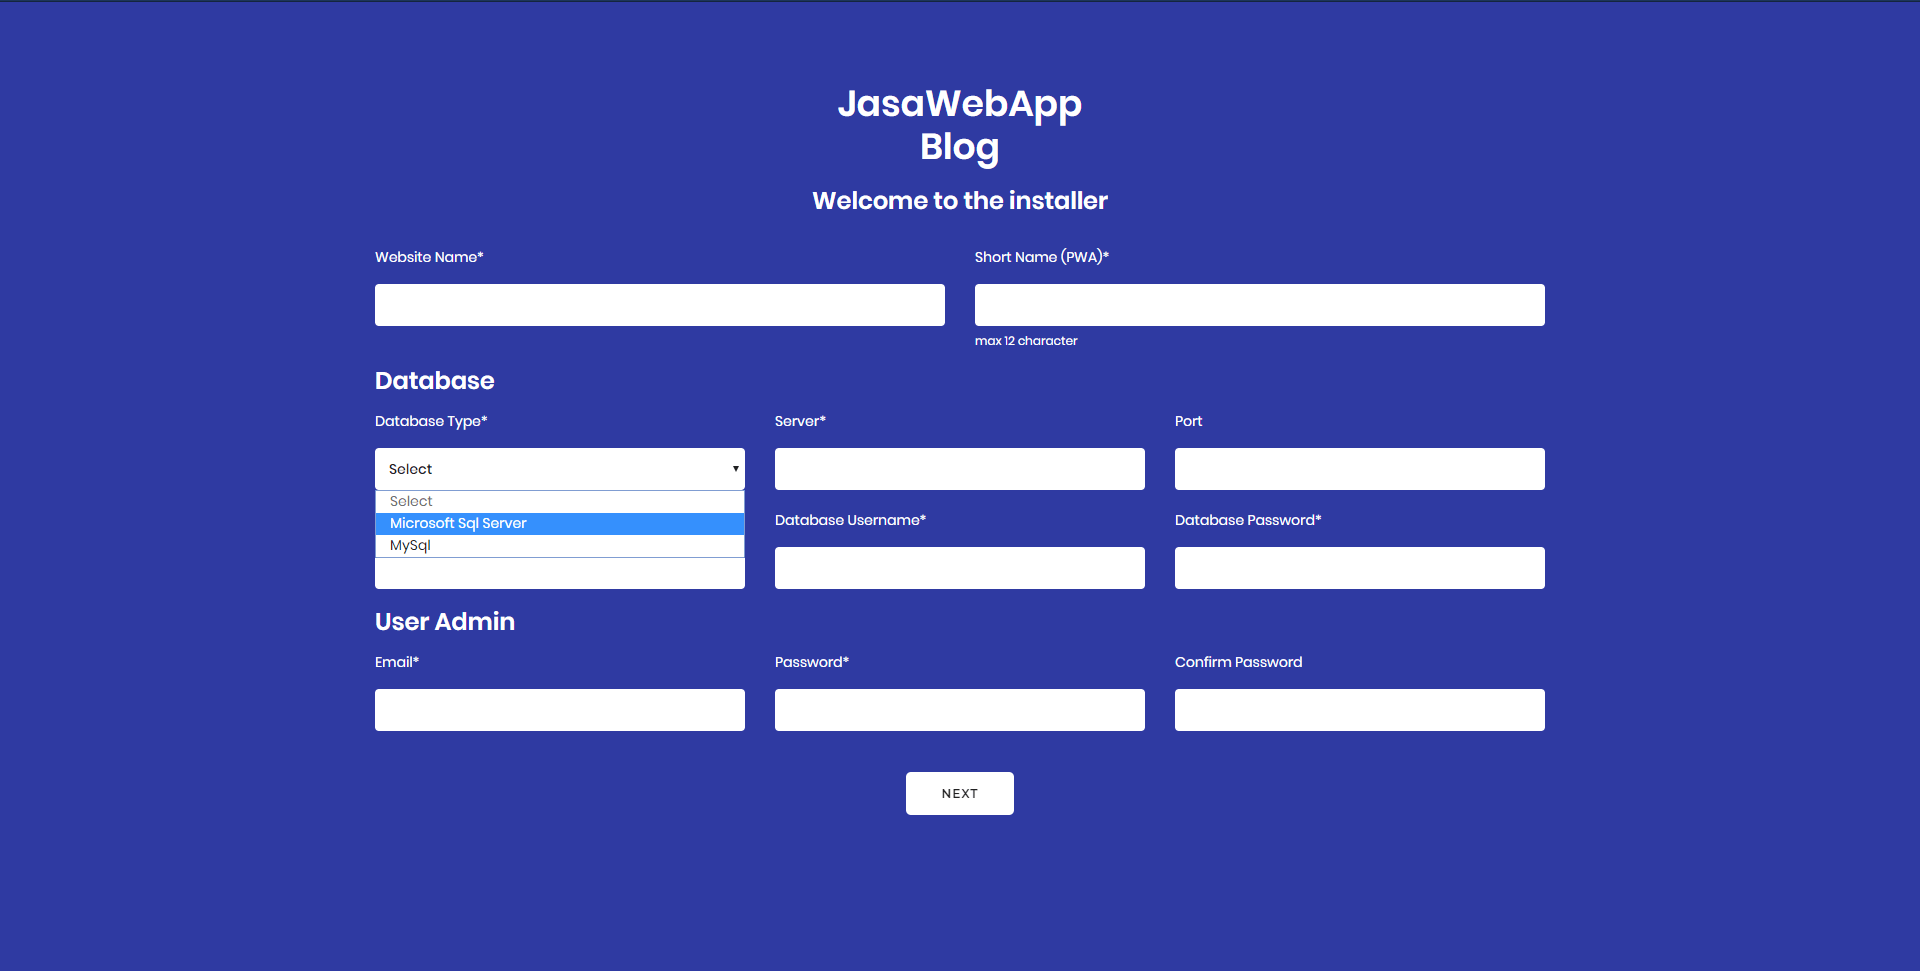 JasaWebApp
Blog
Welcome to the installer
Website Name*
Short Name (PWA)*
max 12 character
Database
Database Type*
Server*
Port
Select
Select
Microsoft Sql Server
MySql
Database Username*
Database Password*
User Admin
Email*
Password*
Confirm Password
NEXT